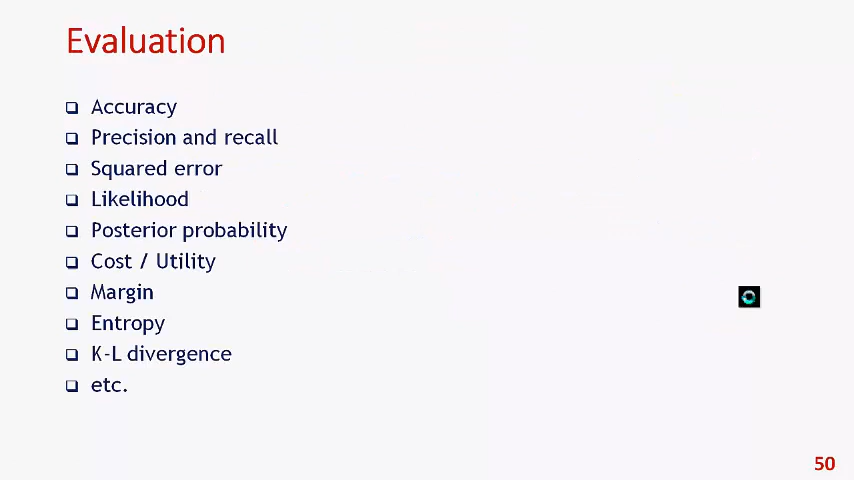 Evaluation
Accuracy
Precision and recall
Squared error
Likelihood
Posterior probability
Cost / Utility
Margin
Entropy
K-L divergence
etc.
50